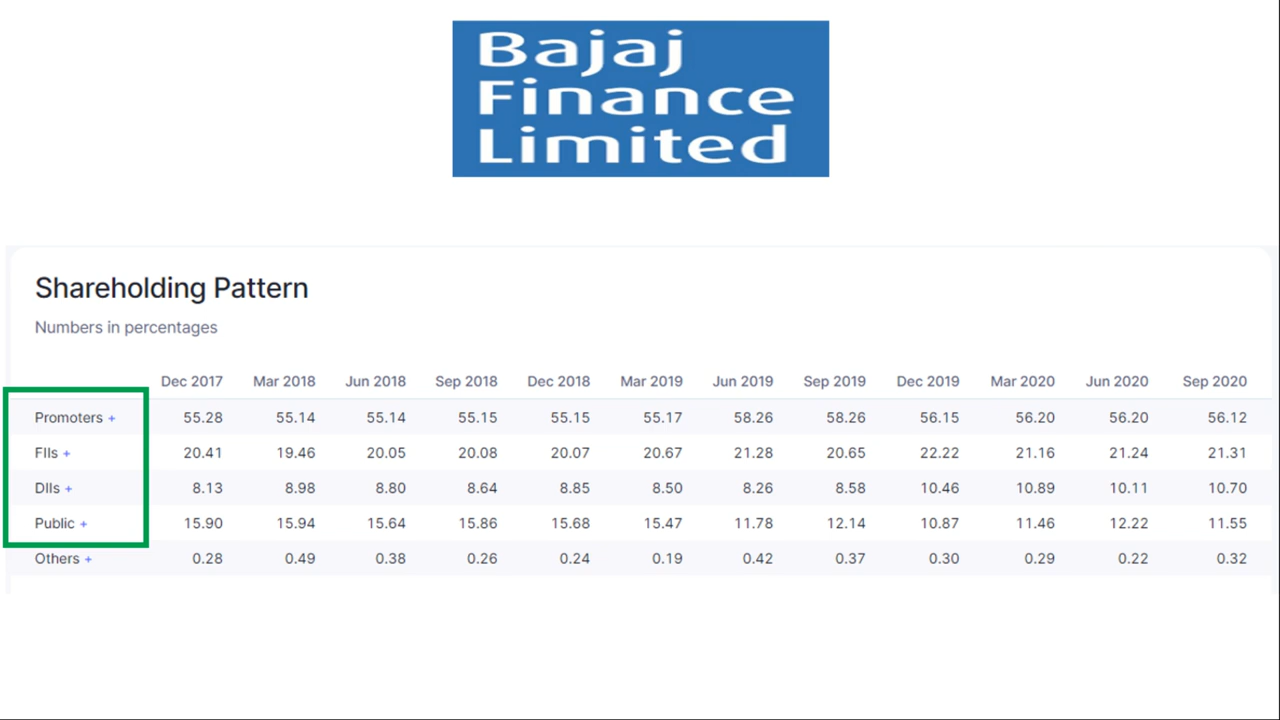 Bajaj
Finance
Limited
Shareholding Pattern
Numbers in percentages
Dec 2017 Mar 2018 Jun 2018 Sep 2018 Dec 2018 Mar 2019 Jun 2019 Sep 2019 Dec 2019 Mar 2020 Jun 2020 Sep 2020
Promoters + 55.28 55.14 55.14 55.15 55.15 55.17 58.26 58.26 56.15 56.20 56.20 56.12
FIIs + 20.41 19.46 20.05 20.08 20.07 20.67 21.28 20.65 22.22 21.16 21.24 21.31
DIIs + 8.13 8.98 8.80 8.64 8.85 8.50 8.26 8.58 10.46 10.89 10.11 10.70
Public + 15.90 15.94 15.64 15.86 15.68 15.47 11.78 12.14 10.87 11.46 12.22 11.55
Others + 0.28 0.49 0.38 0.26 0.24 0.19 0.42 0.37 0.30 0.29 0.22 0.32